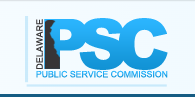 DELAWARE
PSC
PUBLIC SERVICE COMMISSION